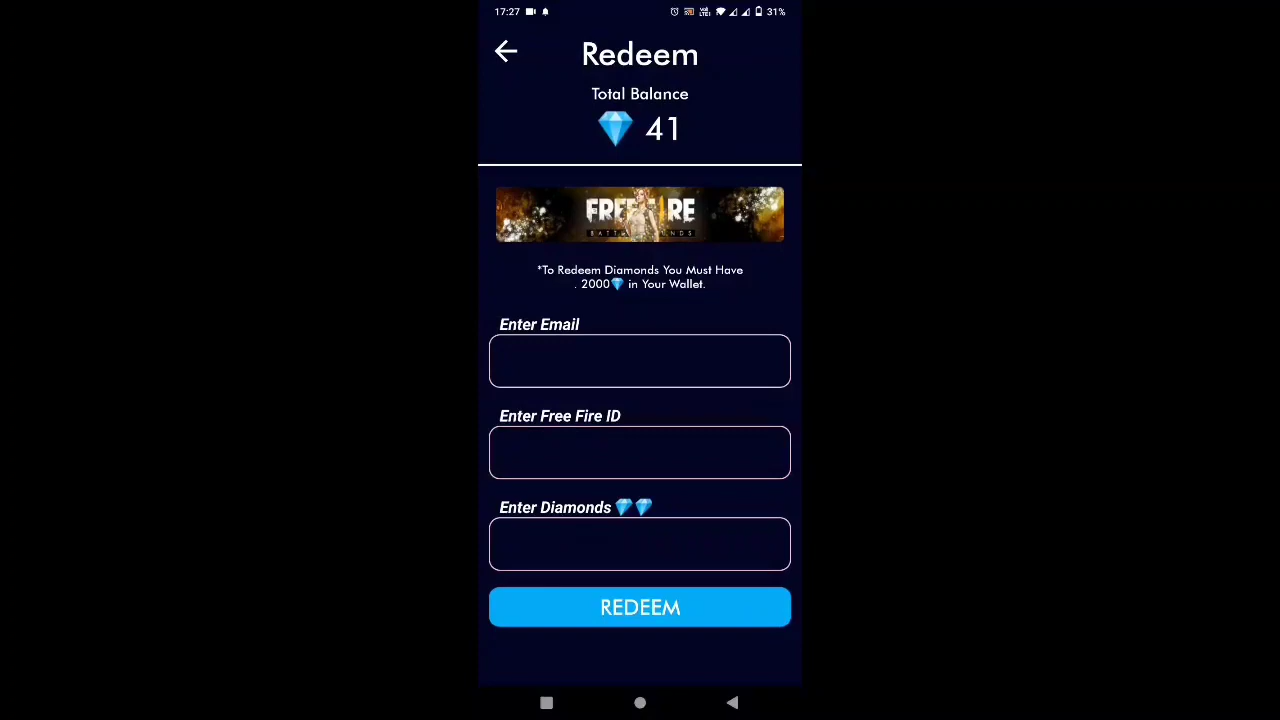 17:27 31%
Redeem
Total Balance
💎 41
FREE FIRE
BATTLEGROUNDS
*To Redeem Diamonds You Must Have
. 2000💎 in Your Wallet.
Enter Email
Enter Free Fire ID
Enter Diamonds 💎💎
REDEEM